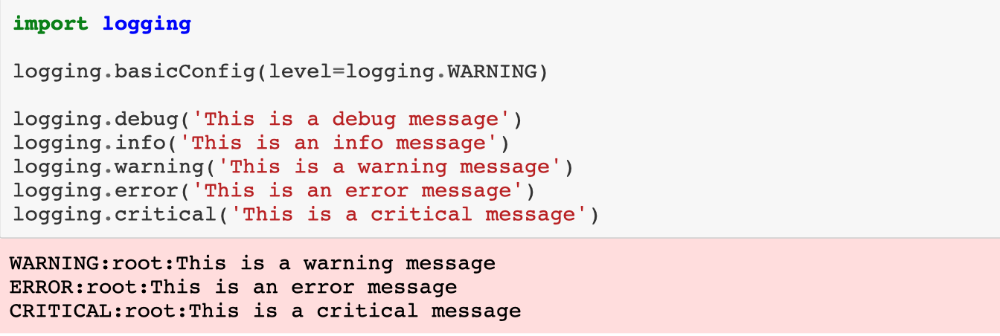 import logging
logging.basicConfig(level=logging.WARNING)
logging.debug('This is a debug message')
logging.info('This is an info message')
logging.warning('This is a warning message')
logging.error('This is an error message')
logging.critical('This is a critical message')
WARNING:root:This is a warning message
ERROR:root:This is an error message
CRITICAL:root:This is a critical message